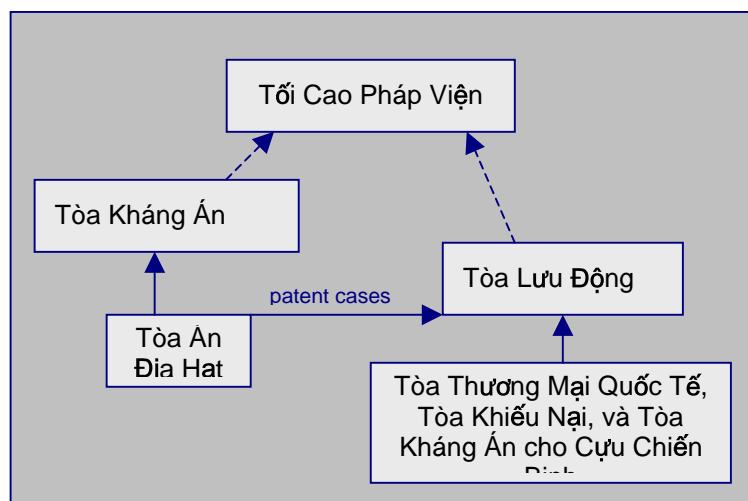 Tối Cao Pháp Viện
Tòa Kháng Án
Tòa Lưu Động
patent cases
Tòa Án
Địa Hạt
Tòa Thương Mại Quốc Tế,
Tòa Khiếu Nại, và Tòa
Kháng Án cho Cựu Chiến
Binh